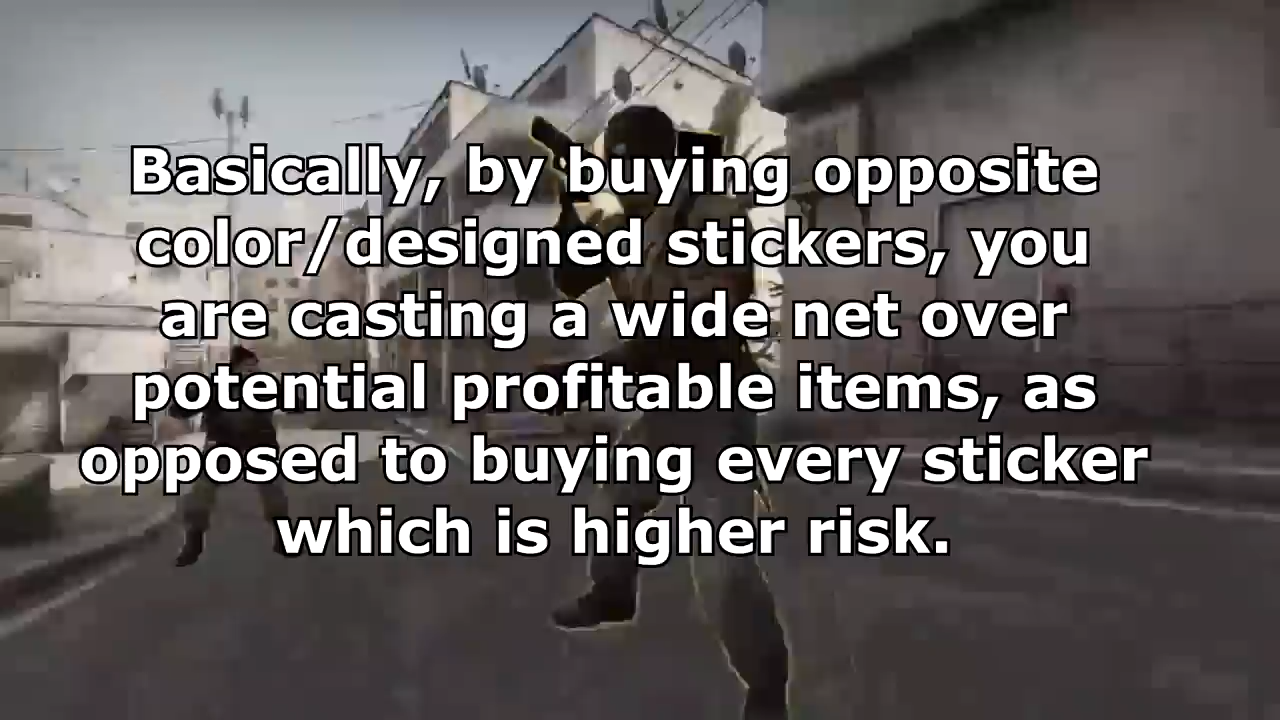 Basically, by buying opposite
color/designed stickers, you
are casting a wide net over
potential profitable items, as
opposed to buying every sticker
which is higher risk.